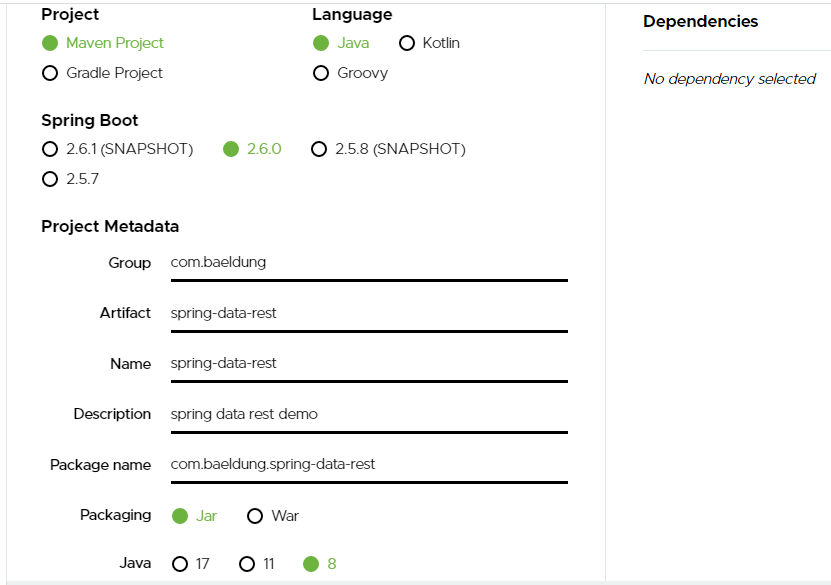 Project
Maven Project
Gradle Project
Language
Java Kotlin
Groovy
Spring Boot
2.6.1 (SNAPSHOT) 2.6.0 2.5.8 (SNAPSHOT)
2.5.7
Project Metadata
Group com.baeldung
Artifact spring-data-rest
Name spring-data-rest
Description spring data rest demo
Package name com.baeldung.spring-data-rest
Packaging Jar War
Java 17 11 8
Dependencies
No dependency selected